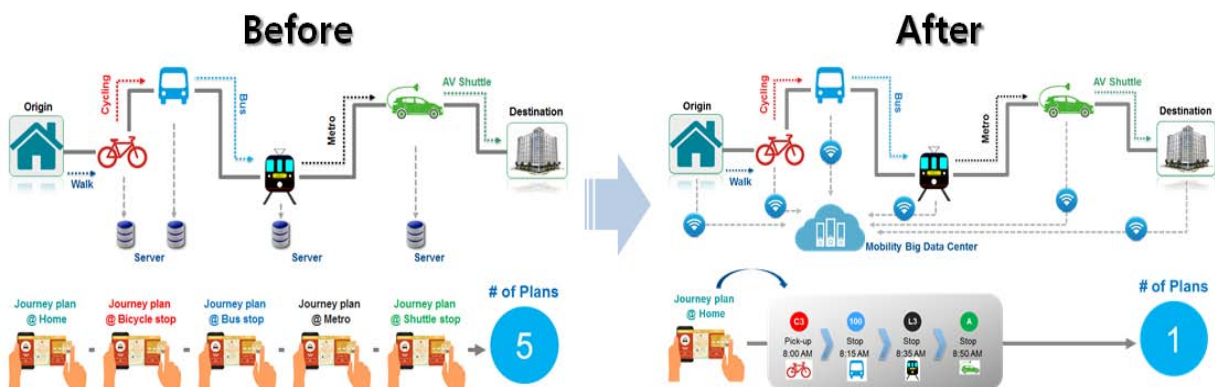 Before
Origin
Walk
Cycling
Bus
Metro
AV Shuttle
Destination
Server
Server
Server
Journey plan
@ Home
Journey plan
@ Bicycle stop
Journey plan
@ Bus stop
Journey plan
@ Metro
Journey plan
@ Shuttle stop
# of Plans
5
After
Origin
Walk
Cycling
Bus
Metro
AV Shuttle
Destination
Mobility Big Data Center
Journey plan
@ Home
C3
Pick-up
8:00 AM
100
Stop
8:15 AM
L3
Stop
8:35 AM
A
Stop
8:50 AM
# of Plans
1